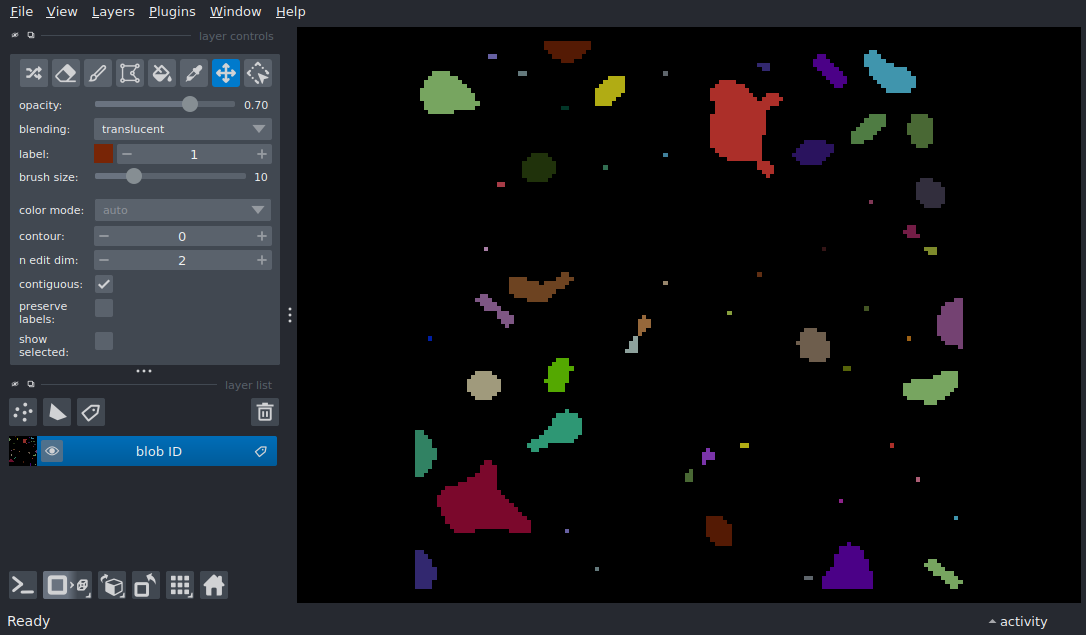 File View Layers Plugins Window Help
layer controls
opacity: 0.70
blending: translucent
label: 1
brush size: 10
color mode: auto
contour: 0
n edit dim: 2
contiguous:
preserve
labels:
show
selected:
layer list
blob ID
Ready activity